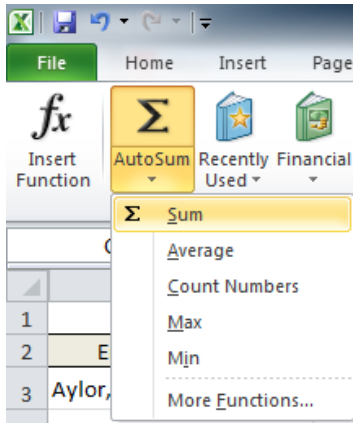 File Home Insert Page
fx Σ
Insert Function AutoSum Recently Used Financial
Σ Sum
Average
Count Numbers
1 Max
2 E Min
3 Aylor, More Functions...